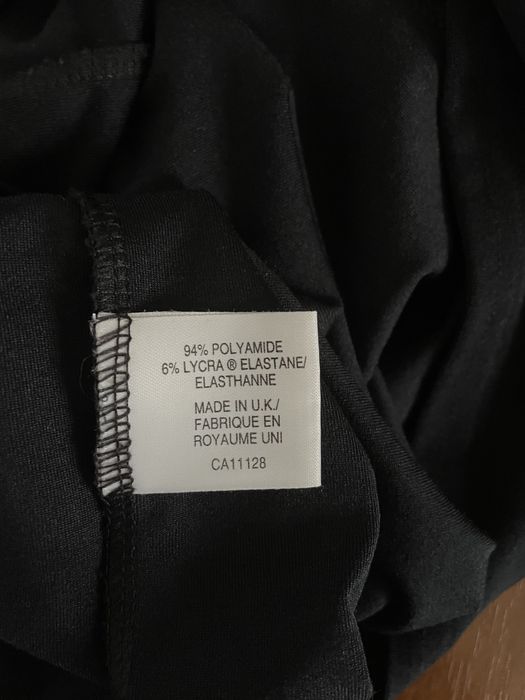 94% POLYAMIDE
6% LYCRA ® ELASTANE/
ELASTHANNE
MADE IN U.K./
FABRIQUE EN
ROYAUME UNI
CA11128